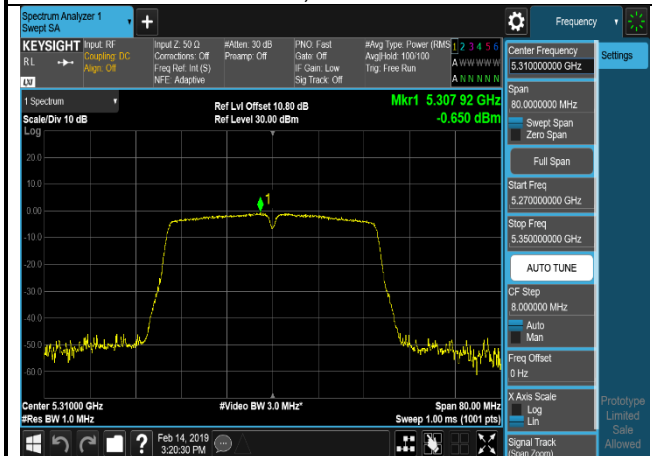 Spectrum Analyzer 1
Swept SA
Frequency
KEYSIGHT
RL
LXI
Input: RF
Coupling: DC
Align: Off
Input Z: 50 Ω
Corrections: Off
Freq Ref: Int (S)
NFE: Adaptive
#Atten: 30 dB
Preamp: Off
PNO: Fast
Gate: Off
IF Gain: Low
Sig Track: Off
#Avg Type: Power (RMS
Avg|Hold: 100/100
Trig: Free Run
1 2 3 4 5 6
A W W W W W
A N N N N N
1 Spectrum
Scale/Div 10 dB
Log
Ref Lvl Offset 10.80 dB
Ref Level 30.00 dBm
Mkr1 5.307 92 GHz
-0.650 dBm
20.0
10.0
0.00
-10.0
-20.0
-30.0
-40.0
-50.0
-60.0
1
Center 5.31000 GHz
#Res BW 1.0 MHz
#Video BW 3.0 MHz*
Span 80.00 MHz
Sweep 1.00 ms (1001 pts)
Feb 14, 2019
3:20:30 PM
?
Center Frequency
5.310000000 GHz
Span
80.0000000 MHz
Swept Span
Zero Span
Full Span
Start Freq
5.270000000 GHz
Stop Freq
5.350000000 GHz
AUTO TUNE
CF Step
8.000000 MHz
Auto
Man
Freq Offset
0 Hz
X Axis Scale
Log
Lin
Signal Track
(Span Zoom)
Settings
Prototype
Limited
Sale
Allowed